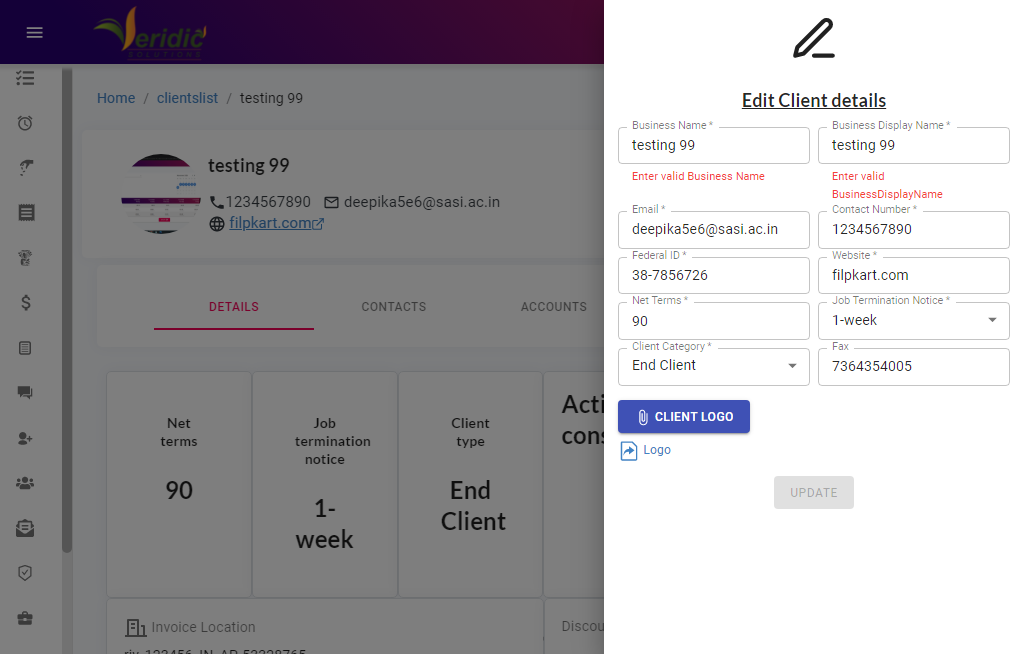 eridic
SOLUTIONS
Home / clientslist / testing 99
testing 99
1234567890 deepika5e6@sasi.ac.in
filpkart.com
DETAILS CONTACTS ACCOUNTS
Net
terms
90
Job
termination
notice
1-
week
Client
type
End
Client
Acti
cons
Invoice Location
Discou
Edit Client details
Business Name *
testing 99
Enter valid Business Name
Business Display Name *
testing 99
Enter valid
BusinessDisplayName
Email *
deepika5e6@sasi.ac.in
Contact Number *
1234567890
Federal ID *
38-7856726
Website *
filpkart.com
Net Terms *
90
Job Termination Notice *
1-week
Client Category *
End Client
Fax
7364354005
CLIENT LOGO
Logo
UPDATE